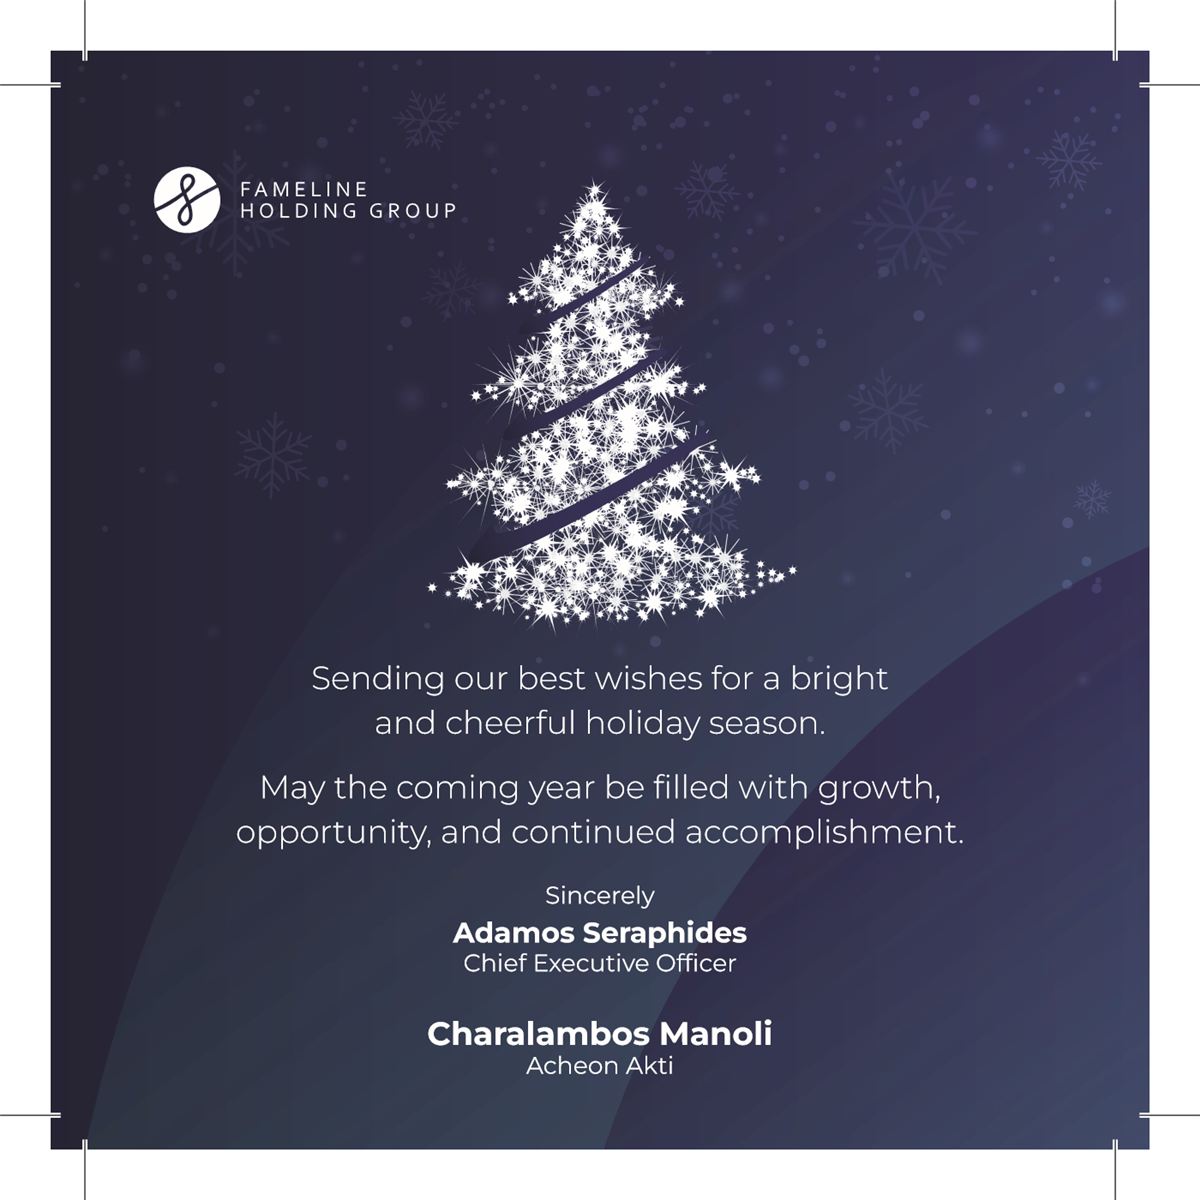 FAMELINE
HOLDING GROUP
Sending our best wishes for a bright
and cheerful holiday season.
May the coming year be filled with growth,
opportunity, and continued accomplishment.
Sincerely
Adamos Seraphides
Chief Executive Officer
Charalambos Manoli
Acheon Akti